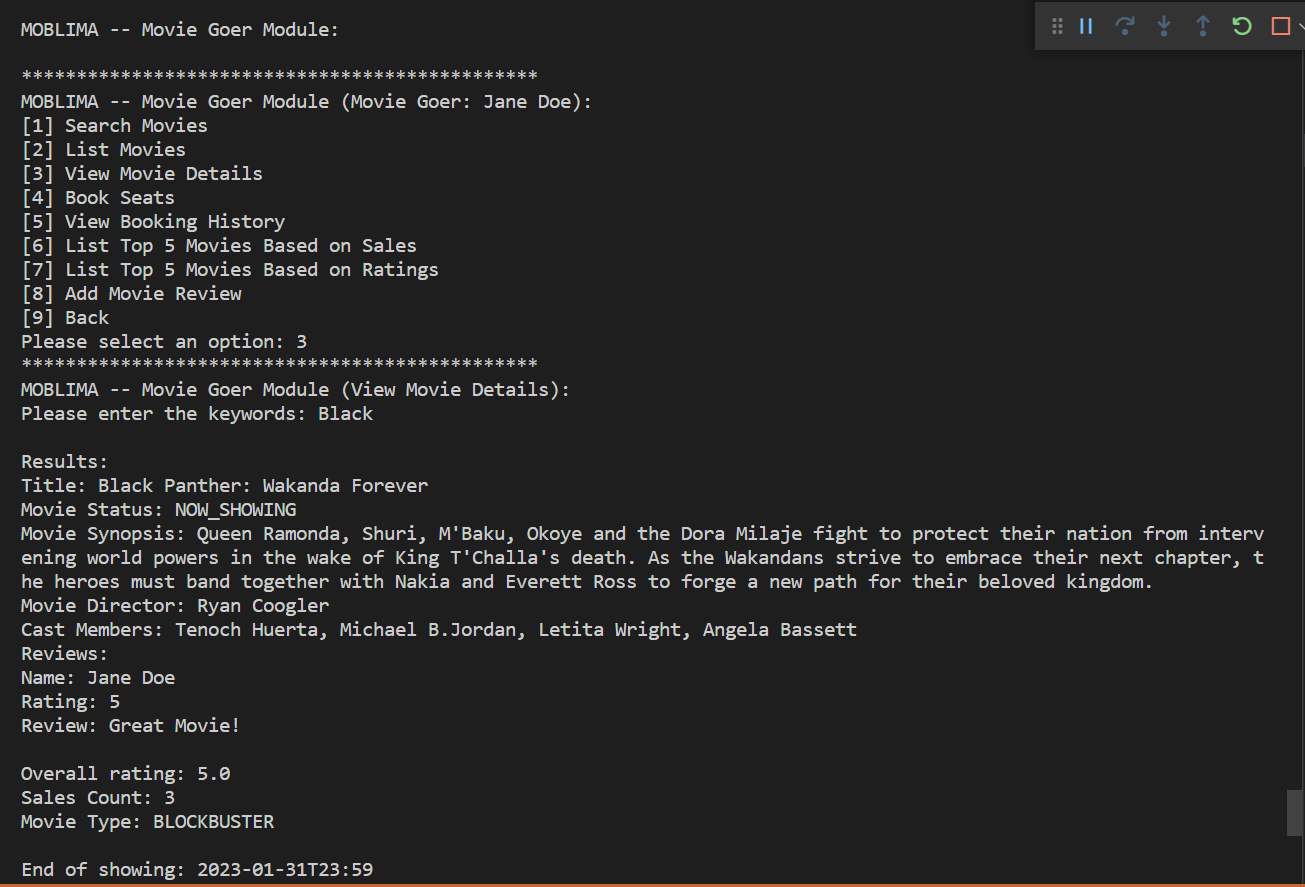 MOBLIMA -- Movie Goer Module:
***********************************************
MOBLIMA -- Movie Goer Module (Movie Goer: Jane Doe):
[1] Search Movies
[2] List Movies
[3] View Movie Details
[4] Book Seats
[5] View Booking History
[6] List Top 5 Movies Based on Sales
[7] List Top 5 Movies Based on Ratings
[8] Add Movie Review
[9] Back
Please select an option: 3
***********************************************
MOBLIMA -- Movie Goer Module (View Movie Details):
Please enter the keywords: Black
Results:
Title: Black Panther: Wakanda Forever
Movie Status: NOW_SHOWING
Movie Synopsis: Queen Ramonda, Shuri, M'Baku, Okoye and the Dora Milaje fight to protect their nation from interv
ening world powers in the wake of King T'Challa's death. As the Wakandans strive to embrace their next chapter, t
he heroes must band together with Nakia and Everett Ross to forge a new path for their beloved kingdom.
Movie Director: Ryan Coogler
Cast Members: Tenoch Huerta, Michael B.Jordan, Letita Wright, Angela Bassett
Reviews:
Name: Jane Doe
Rating: 5
Review: Great Movie!
Overall rating: 5.0
Sales Count: 3
Movie Type: BLOCKBUSTER
End of showing: 2023-01-31T23:59